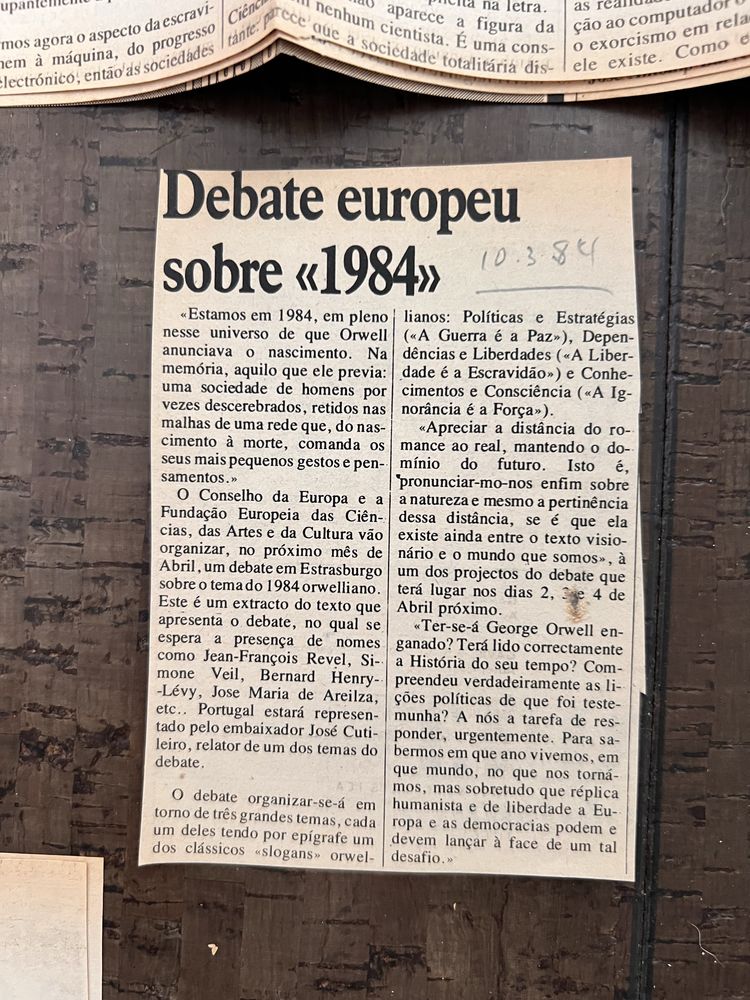 mos agora o aspecto da escravi-
em à máquina, do progresso
electrónico, então as sociedades
não aparece a figura da
nenhum cientista. É uma cons-
tante: parece que a sociedade totalitária dis-
ção ao computador o
o exorcismo em rela
ele existe. Como e
Debate europeu
sobre «1984»
10.3.84
«Estamos em 1984, em pleno
nesse universo de que Orwell
anunciava o nascimento. Na
memória, aquilo que ele previa:
uma sociedade de homens por
vezes descerebrados, retidos nas
malhas de uma rede que, do nas-
cimento à morte, comanda os
seus mais pequenos gestos e pen-
samentos.»
O Conselho da Europa e a
Fundação Europeia das Ciên-
cias, das Artes e da Cultura vão
organizar, no próximo mês de
Abril, um debate em Estrasburgo
sobre o tema do 1984 orwelliano.
Este é um extracto do texto que
apresenta o debate, no qual se
espera a presença de nomes
como Jean-François Revel, Si-
mone Veil, Bernard Henry-
-Lévy, Jose Maria de Areilza,
etc.. Portugal estará represen-
tado pelo embaixador José Cuti-
leiro, relator de um dos temas do
debate.
O debate organizar-se-á em
torno de três grandes temas, cada
um deles tendo por epígrafe um
dos clássicos «slogans» orwel-
lianos: Políticas e Estratégias
(«A Guerra é a Paz»), Depen-
dências e Liberdades («A Liber-
dade é a Escravidão») e Conhe-
cimentos e Consciência («A Ig-
norância é a Força»).
«Apreciar a distância do ro-
mance ao real, mantendo o do-
mínio do futuro. Isto é,
pronunciar-mo-nos enfim sobre
a natureza e mesmo a pertinência
dessa distância, se é que ela
existe ainda entre o texto visio-
nário e o mundo que somos», à
um dos projectos do debate que
terá lugar nos dias 2, 3 e 4 de
Abril próximo.
«Ter-se-á George Orwell en-
ganado? Terá lido correctamente
a História do seu tempo? Com-
preendeu verdadeiramente as li-
ções políticas de que foi teste-
munha? A nós a tarefa de res-
ponder, urgentemente. Para sa-
bermos em que ano vivemos, em
que mundo, no que nos torná-
mos, mas sobretudo que réplica
humanista e de liberdade a Eu-
ropa e as democracias podem e
devem lançar à face de um tal
desafio.»